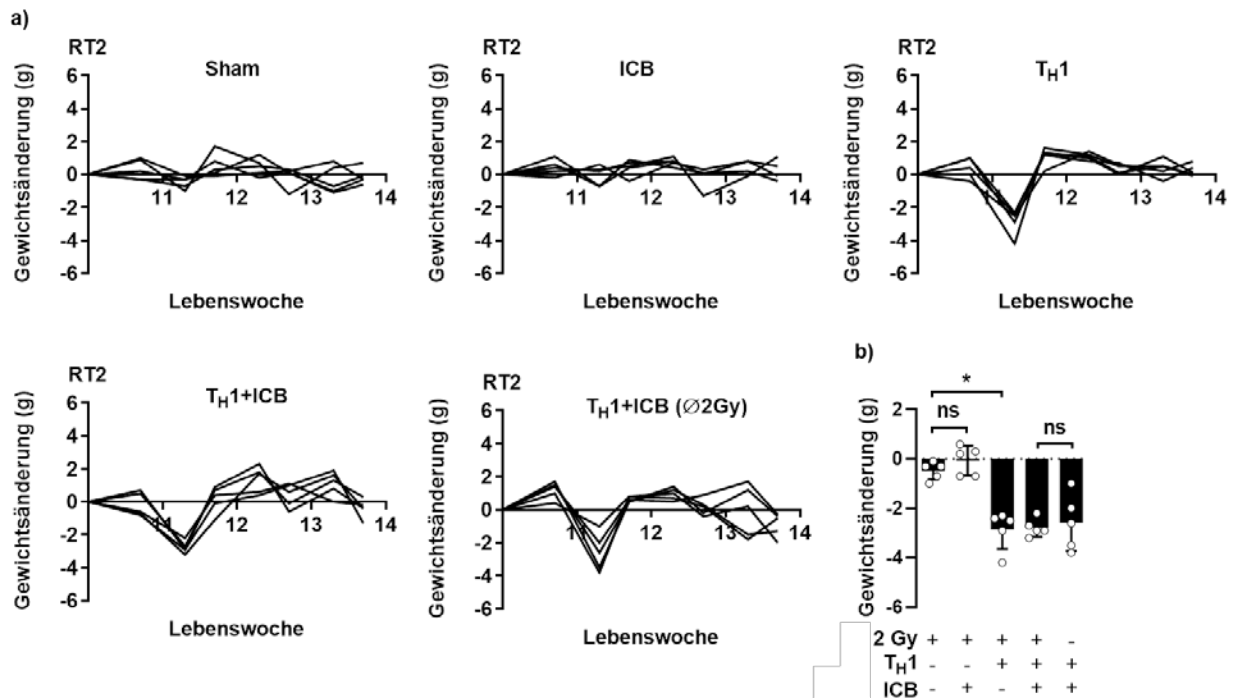 a)
RT2
Sham
Gewichtsänderung (g)
6
4
2
0
-2
-4
-6
11 12 13 14
Lebenswoche
RT2
ICB
Gewichtsänderung (g)
6
4
2
0
-2
-4
-6
11 12 13 14
Lebenswoche
RT2
TH1
Gewichtsänderung (g)
6
4
2
0
-2
-4
-6
12 13 14
Lebenswoche
RT2
TH1+ICB
Gewichtsänderung (g)
6
4
2
0
-2
-4
-6
11 12 13 14
Lebenswoche
TH1+ICB (∅2Gy)
RT2
Gewichtsänderung (g)
6
4
2
0
-2
-4
-6
11 12 13 14
Lebenswoche
b)
Gewichtsänderung (g)
2
0
-2
-4
-6
*
ns
ns
2 Gy + + + + -
TH1 - - + + +
ICB - + - + +